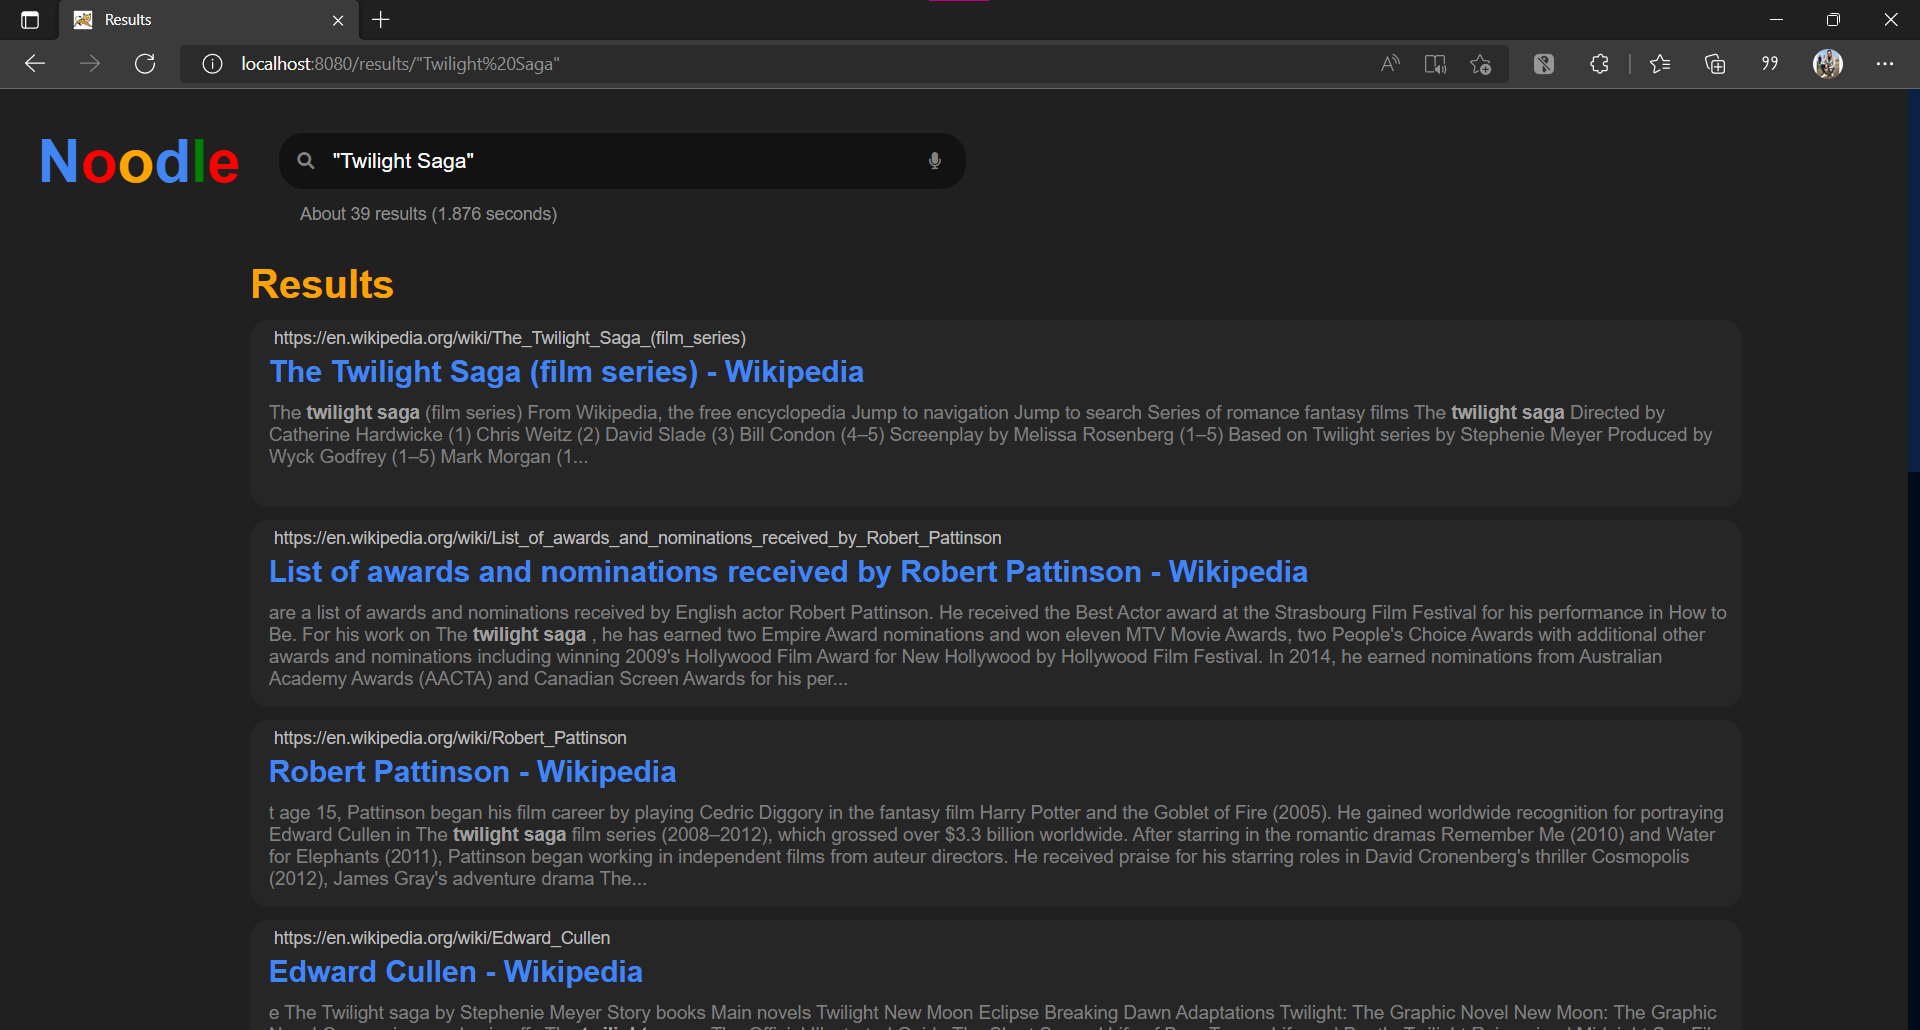 Results
localhost:8080/results/"Twilight%20Saga"
Noodle
"Twilight Saga"
About 39 results (1.876 seconds)
Results
https://en.wikipedia.org/wiki/The_Twilight_Saga_(film_series)
The Twilight Saga (film series) - Wikipedia
The twilight saga (film series) From Wikipedia, the free encyclopedia Jump to navigation Jump to search Series of romance fantasy films The twilight saga Directed by
Catherine Hardwicke (1) Chris Weitz (2) David Slade (3) Bill Condon (4–5) Screenplay by Melissa Rosenberg (1–5) Based on Twilight series by Stephenie Meyer Produced by
Wyck Godfrey (1–5) Mark Morgan (1...
https://en.wikipedia.org/wiki/List_of_awards_and_nominations_received_by_Robert_Pattinson
List of awards and nominations received by Robert Pattinson - Wikipedia
are a list of awards and nominations received by English actor Robert Pattinson. He received the Best Actor award at the Strasbourg Film Festival for his performance in How to
Be. For his work on The twilight saga , he has earned two Empire Award nominations and won eleven MTV Movie Awards, two People's Choice Awards with additional other
awards and nominations including winning 2009's Hollywood Film Award for New Hollywood by Hollywood Film Festival. In 2014, he earned nominations from Australian
Academy Awards (AACTA) and Canadian Screen Awards for his per...
https://en.wikipedia.org/wiki/Robert_Pattinson
Robert Pattinson - Wikipedia
t age 15, Pattinson began his film career by playing Cedric Diggory in the fantasy film Harry Potter and the Goblet of Fire (2005). He gained worldwide recognition for portraying
Edward Cullen in The twilight saga film series (2008–2012), which grossed over $3.3 billion worldwide. After starring in the romantic dramas Remember Me (2010) and Water
for Elephants (2011), Pattinson began working in independent films from auteur directors. He received praise for his starring roles in David Cronenberg's thriller Cosmopolis
(2012), James Gray's adventure drama The...
https://en.wikipedia.org/wiki/Edward_Cullen
Edward Cullen - Wikipedia
e The Twilight saga by Stephenie Meyer Story books Main novels Twilight New Moon Eclipse Breaking Dawn Adaptations Twilight: The Graphic Novel New Moon: The Graphic